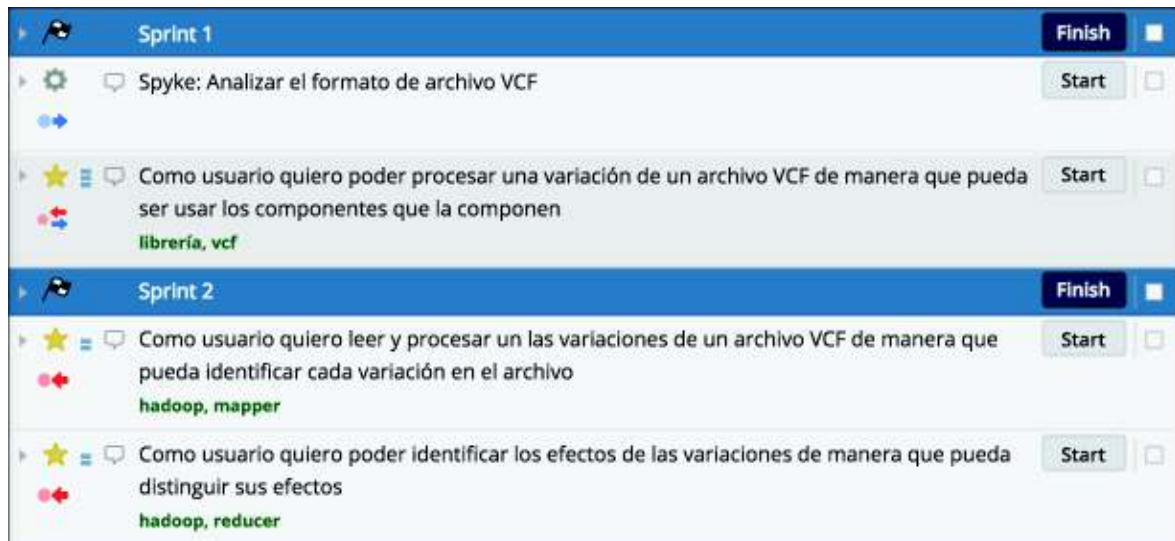 Sprint 1 Finish
Spyke: Analizar el formato de archivo VCF Start
Como usuario quiero poder procesar una variación de un archivo VCF de manera que pueda Start
ser usar los componentes que la componen
librería, vcf
Sprint 2 Finish
Como usuario quiero leer y procesar un las variaciones de un archivo VCF de manera que Start
pueda identificar cada variación en el archivo
hadoop, mapper
Como usuario quiero poder identificar los efectos de las variaciones de manera que pueda Start
distinguir sus efectos
hadoop, reducer